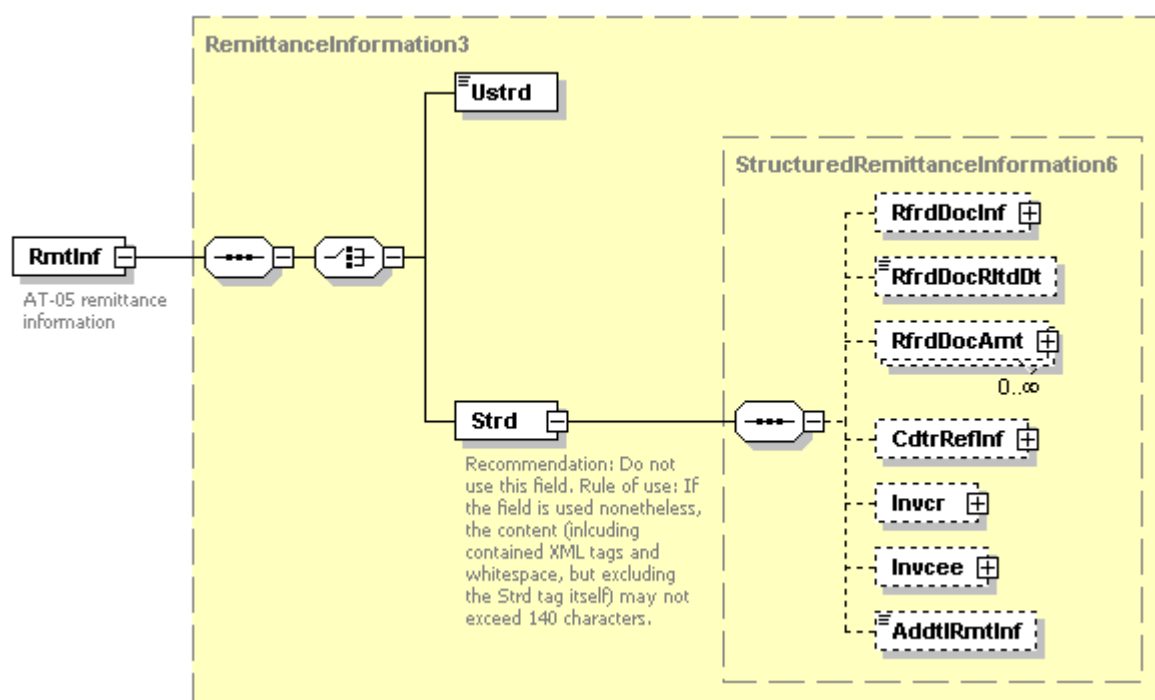 RemittanceInformation3
Ustrd
StructuredRemittanceInformation6
RfrdDocInf
RmtInf
AT-05 remittance
information
RfrdDocRltdDt
RfrdDocAmt
0..∞
Strd
CdtrRefInf
Recommendation: Do not
use this field. Rule of use: If
the field is used nonetheless,
the content (inlcuding
contained XML tags and
whitespace, but excluding
the Strd tag itself) may not
exceed 140 characters.
Invcr
Invcee
AddtlRmtInf